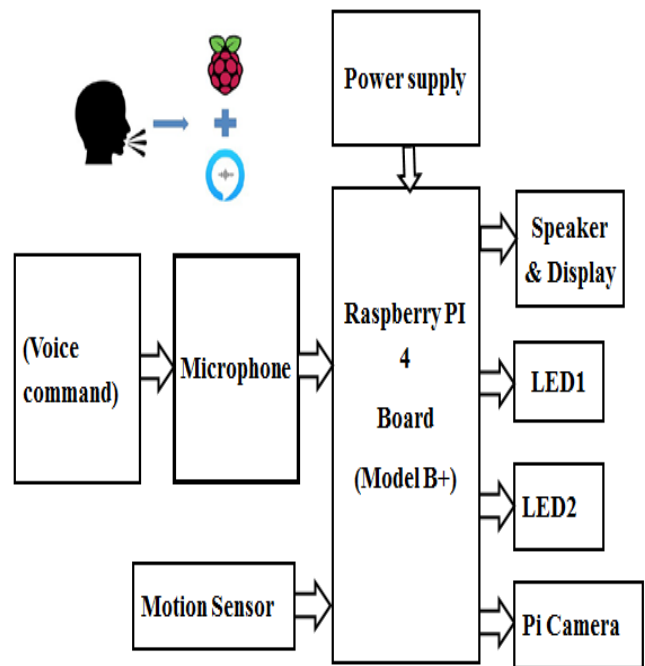 Power supply
Speaker
& Display
(Voice
command)
Microphone
Raspberry PI
4
Board
(Model B+)
LED1
LED2
Motion Sensor
Pi Camera